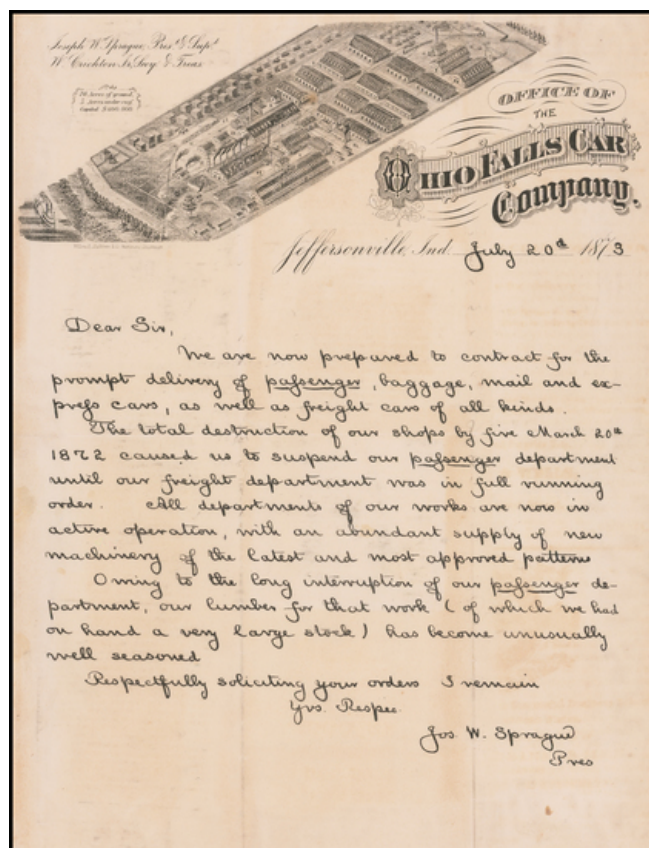 Joseph W. Sprague, Pres.t & Sup.t
W. Crichton Jr, Secy & Treas
OFFICE OF
THE
OHIO FALLS CAR
Company.
Jeffersonville, Ind. July 20th 1873
Dear Sir,
We are now prepared to contract for the
prompt delivery of paſsenger, baggage, mail and ex-
preſs cars, as well as freight cars of all kinds.
The total destruction of our shops by fire March 20th
1872 caused us to suspend our paſsenger department
until our freight department was in full running
order. All departments of our works are now in
active operation, with an abundant supply of new
machinery of the latest and most approved patterns
Owing to the long interruption of our paſsenger de-
partment, our lumber for that work (of which we had
on hand a very large stock) has become unusually
well seasoned
Respectfully soliciting your orders I remain
Yrs. Respec.
Jos. W. Sprague
Pres